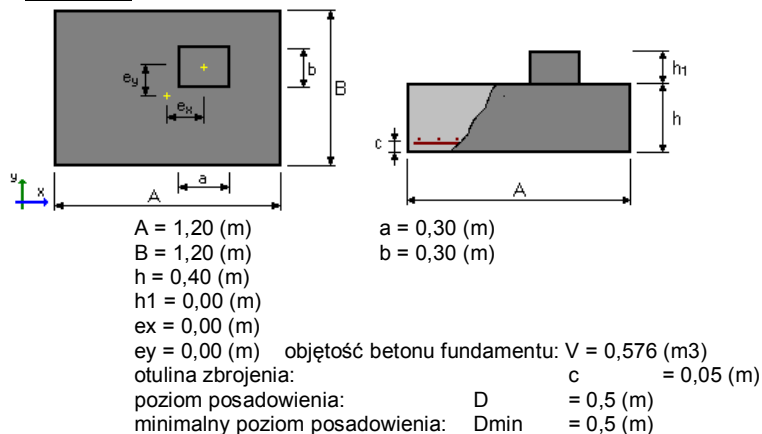 e_y
e_x
b
B
a
A
y
x
h1
h
c
A
A = 1,20 (m) a = 0,30 (m)
B = 1,20 (m) b = 0,30 (m)
h = 0,40 (m)
h1 = 0,00 (m)
ex = 0,00 (m)
ey = 0,00 (m) objętość betonu fundamentu: V = 0,576 (m3)
otulina zbrojenia: c = 0,05 (m)
poziom posadowienia: D = 0,5 (m)
minimalny poziom posadowienia: Dmin = 0,5 (m)